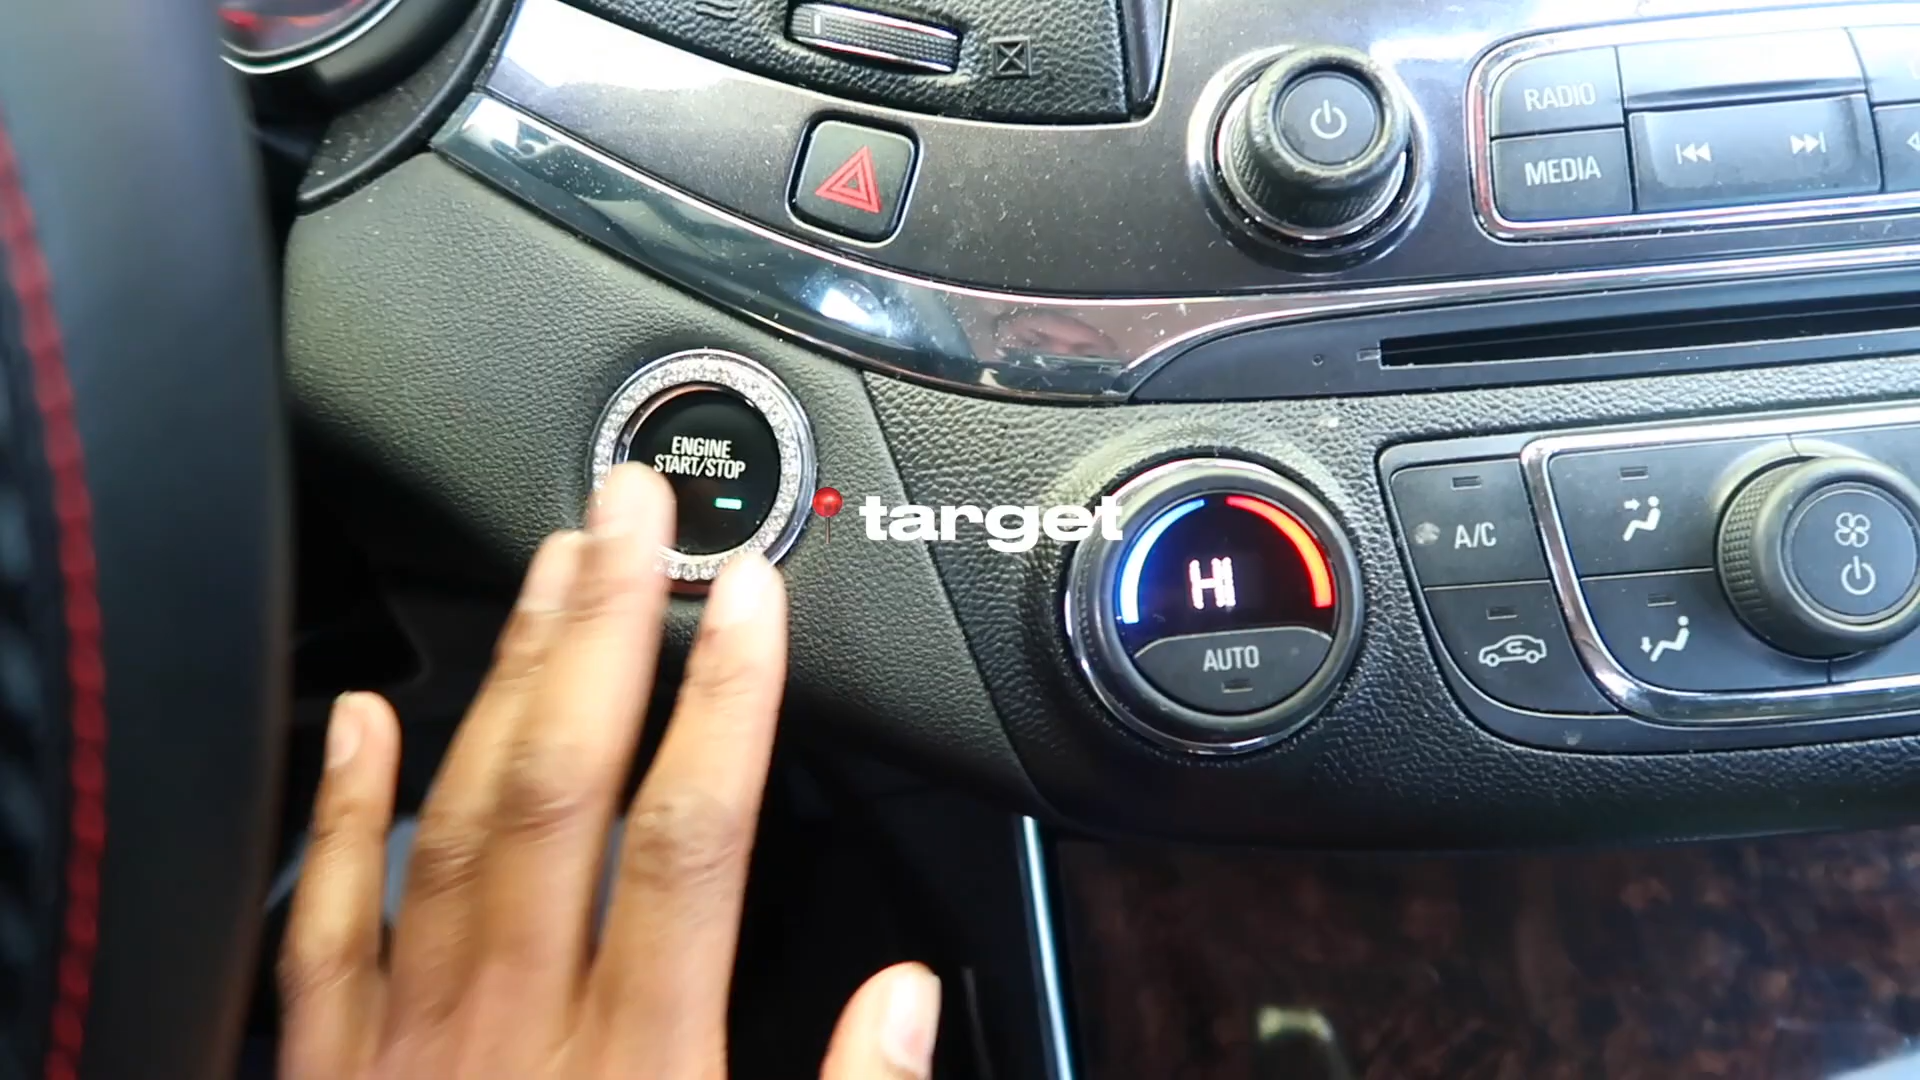 RADIO
MEDIA
ENGINE
START/STOP
📍target
HI
AUTO
A/C